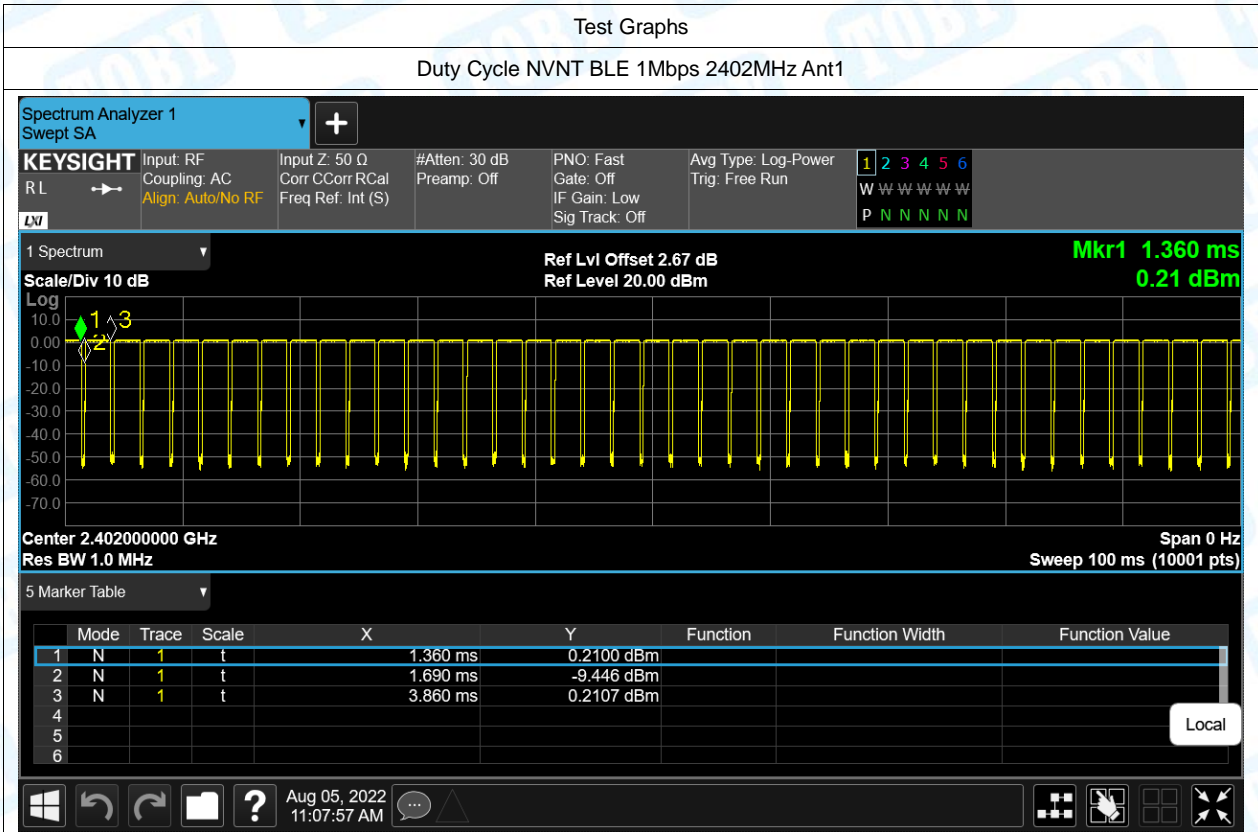 Test Graphs
Duty Cycle NVNT BLE 1Mbps 2402MHz Ant1
Spectrum Analyzer 1
Swept SA
KEYSIGHT
RL
LXI
Input: RF
Coupling: AC
Align: Auto/No RF
Input Z: 50 Ω
Corr CCorr RCal
Freq Ref: Int (S)
#Atten: 30 dB
Preamp: Off
PNO: Fast
Gate: Off
IF Gain: Low
Sig Track: Off
Avg Type: Log-Power
Trig: Free Run
1 2 3 4 5 6
W W W W W W
P N N N N N
1 Spectrum
Scale/Div 10 dB
Ref Lvl Offset 2.67 dB
Ref Level 20.00 dBm
Mkr1 1.360 ms
0.21 dBm
Log
10.0
0.00
-10.0
-20.0
-30.0
-40.0
-50.0
-60.0
-70.0
1 3
2
Center 2.402000000 GHz
Res BW 1.0 MHz
Span 0 Hz
Sweep 100 ms (10001 pts)
5 Marker Table
Mode Trace Scale X Y Function Function Width Function Value
1 N 1 t 1.360 ms 0.2100 dBm
2 N 1 t 1.690 ms -9.446 dBm
3 N 1 t 3.860 ms 0.2107 dBm
4
5
6
Local
?
Aug 05, 2022
11:07:57 AM
TOBY